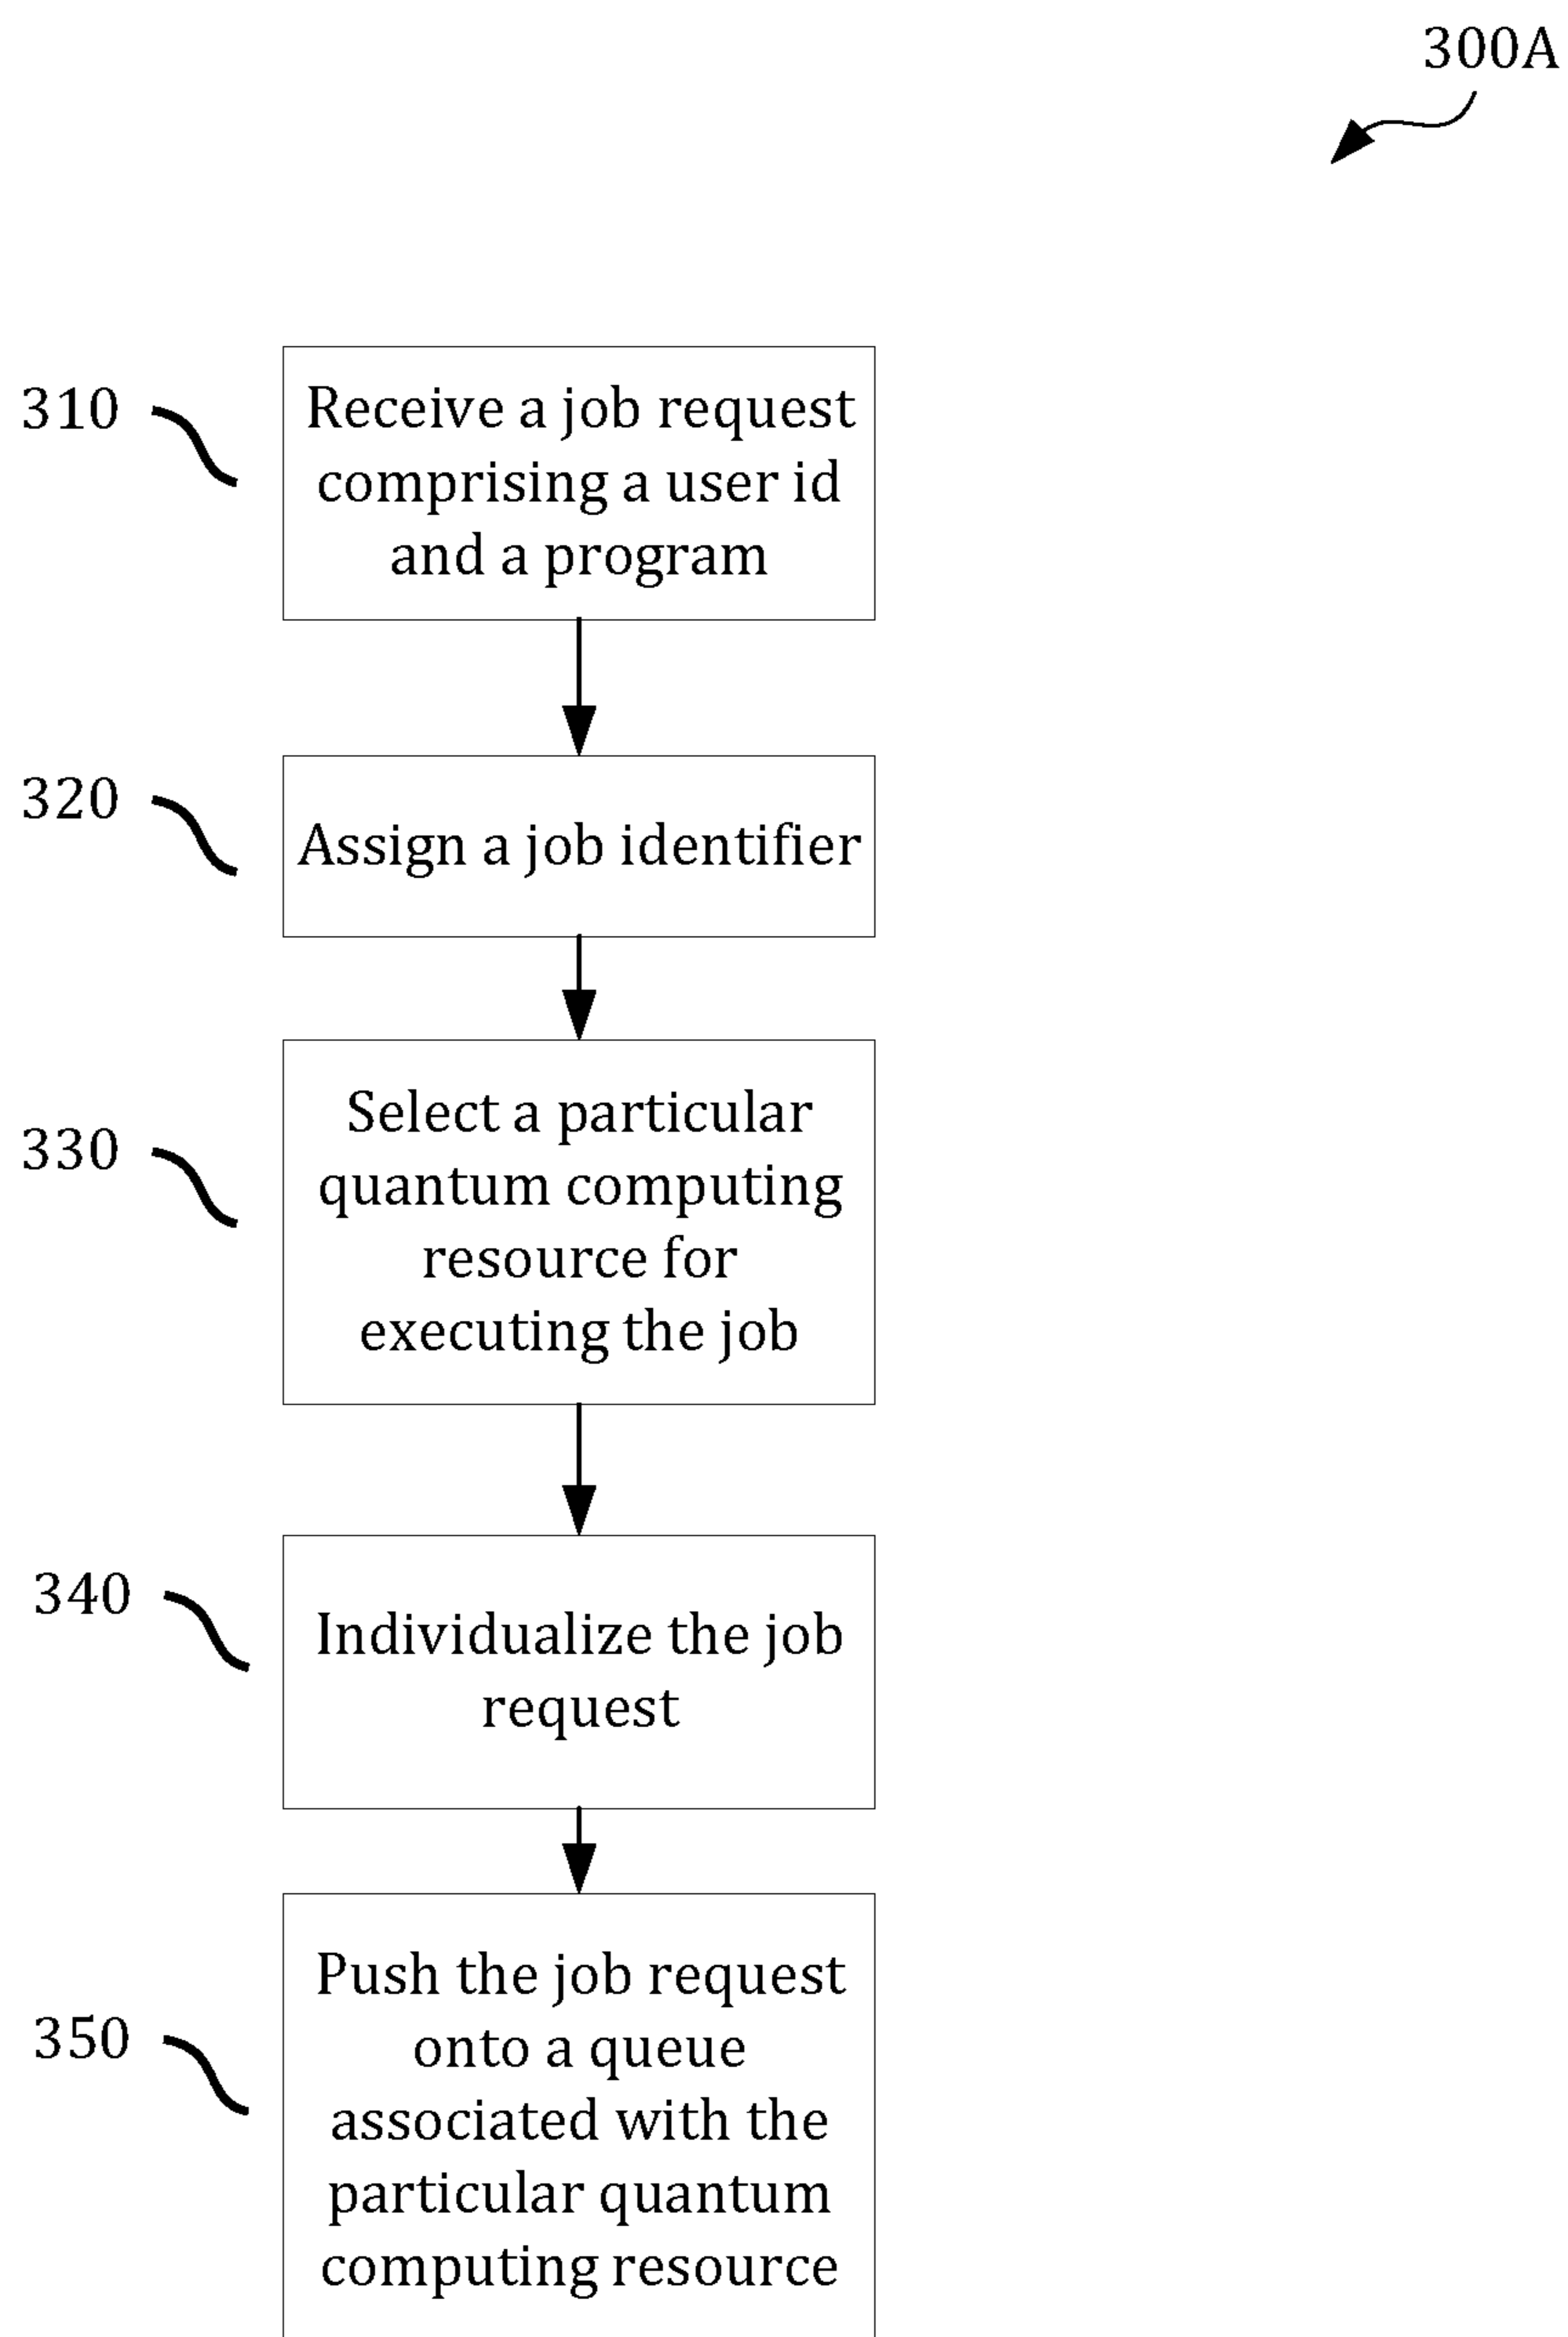 300A
310
Receive a job request
comprising a user id
and a program
320
Assign a job identifier
330
Select a particular
quantum computing
resource for
executing the job
340
Individualize the job
request
350
Push the job request
onto a queue
associated with the
particular quantum
computing resource